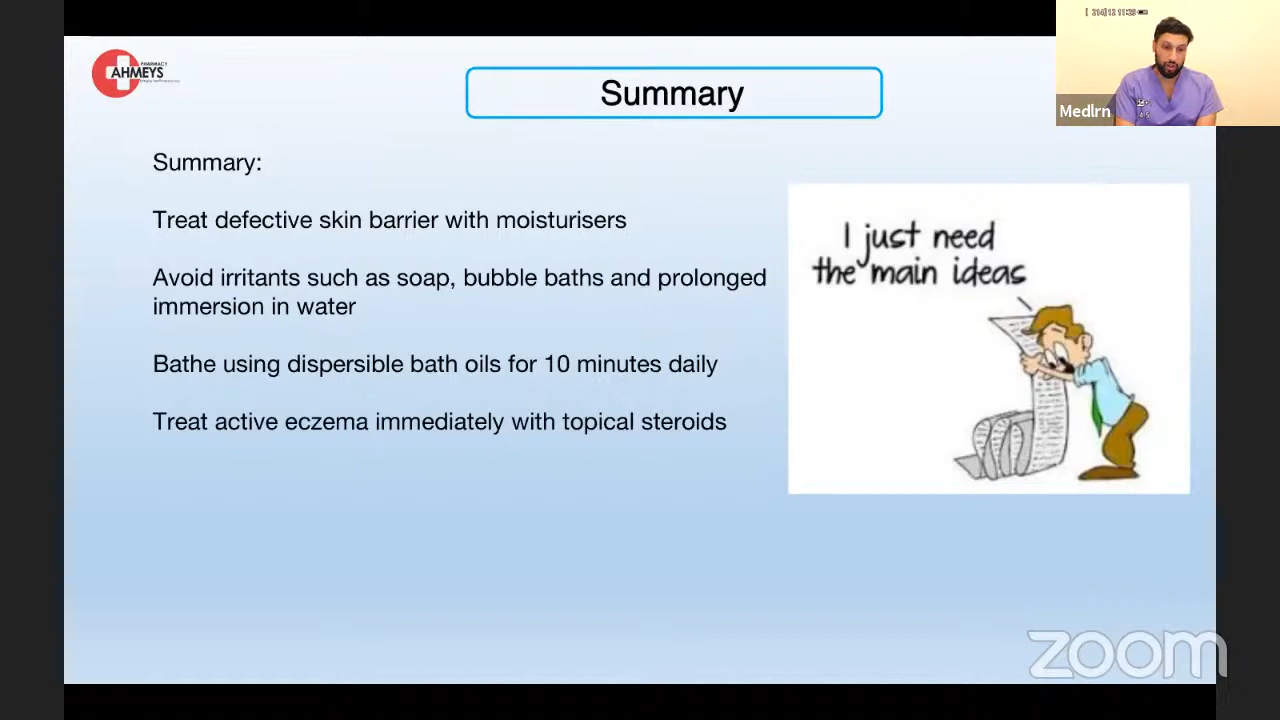 PHARMACY
AHMEYS
Summary
Medlrn
Summary:
Treat defective skin barrier with moisturisers
Avoid irritants such as soap, bubble baths and prolonged
immersion in water
Bathe using dispersible bath oils for 10 minutes daily
Treat active eczema immediately with topical steroids
I just need
the main ideas
zoom